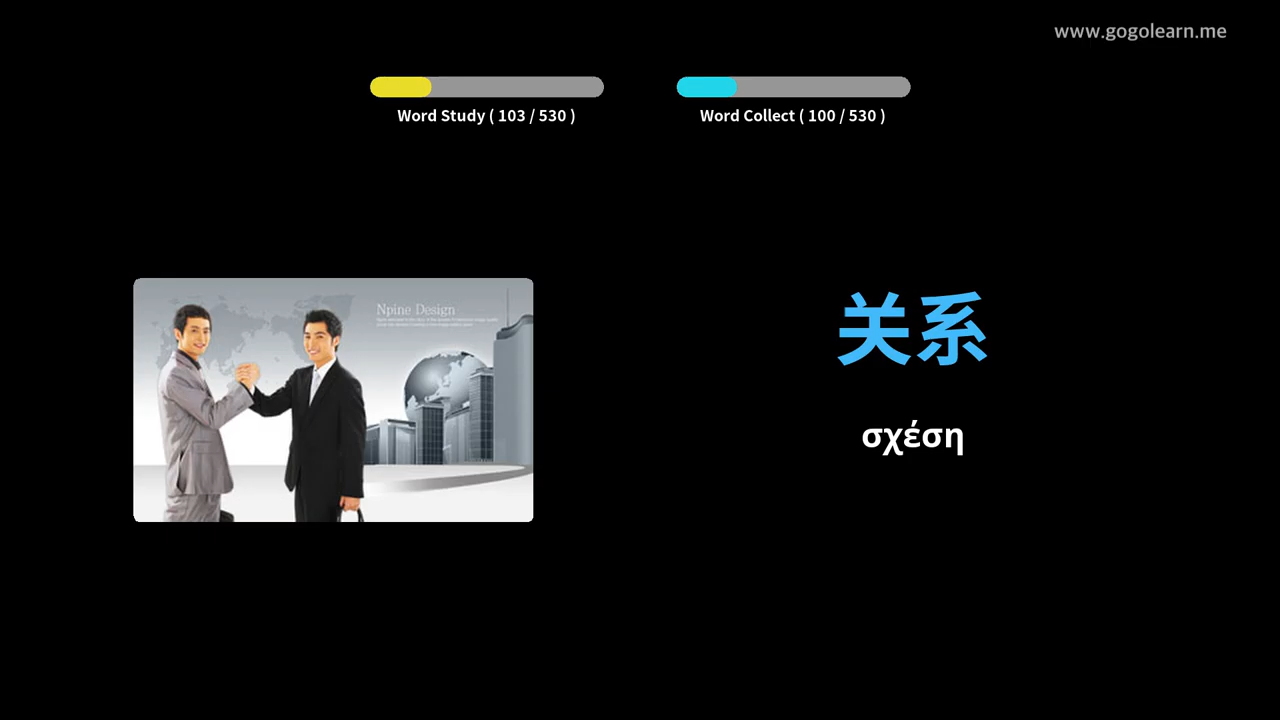 www.gogolearn.me
Word Study ( 103 / 530 )
Word Collect ( 100 / 530 )
Npine Design
关系
σχέση